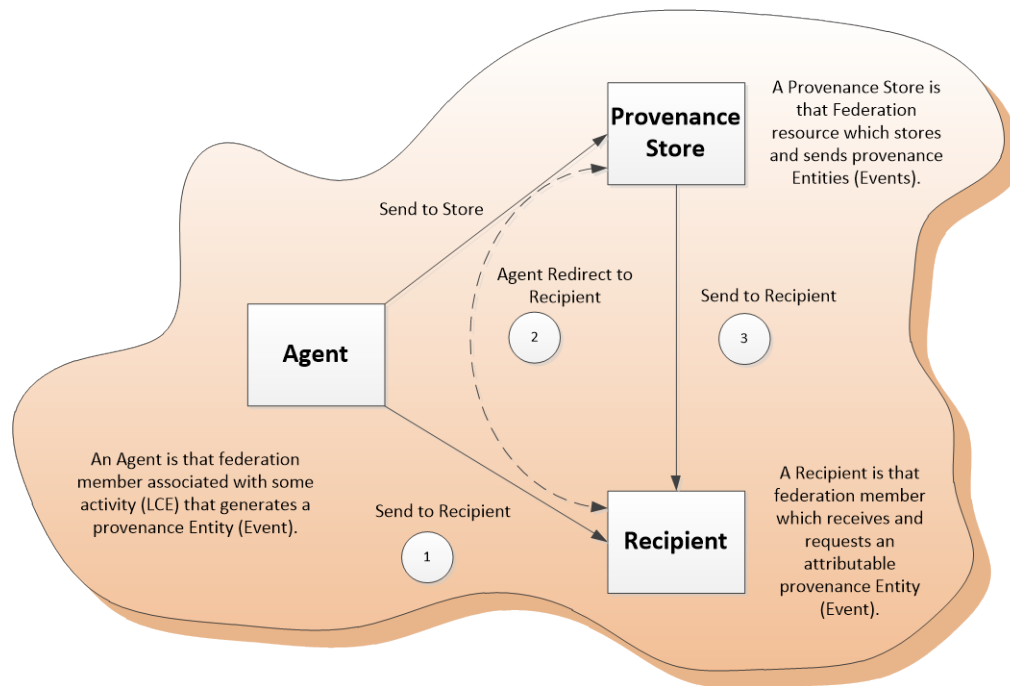 Provenance
Store
A Provenance Store is
that Federation
resource which stores
and sends provenance
Entities (Events).
Send to Store
Agent Redirect to
Recipient
2
Send to Recipient
3
Agent
An Agent is that federation
member associated with some
activity (LCE) that generates a
provenance Entity (Event).
Send to Recipient
1
Recipient
A Recipient is that
federation member
which receives and
requests an
attributable
provenance Entity
(Event).